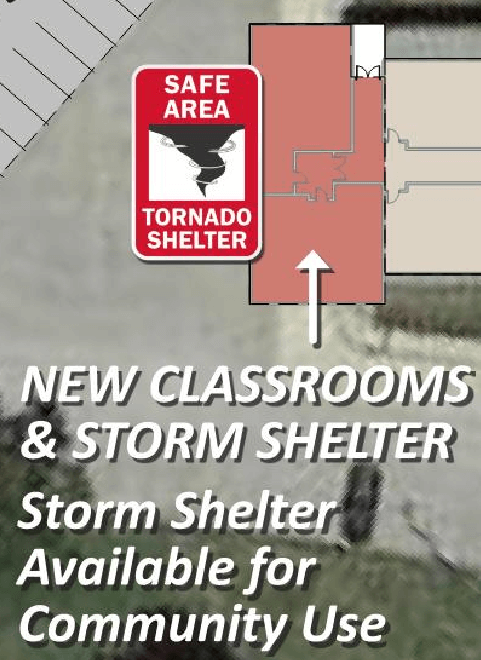 SAFE
AREA
TORNADO
SHELTER
NEW CLASSROOMS
& STORM SHELTER
Storm Shelter
Available for
Community Use